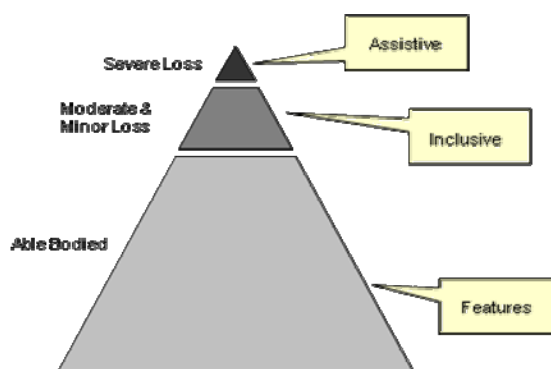 Assistive
Severe Loss
Moderate &
Minor Loss
Inclusive
Able Bodied
Features